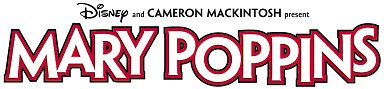 Disney and CAMERON MACKINTOSH present
MARY POPPINS